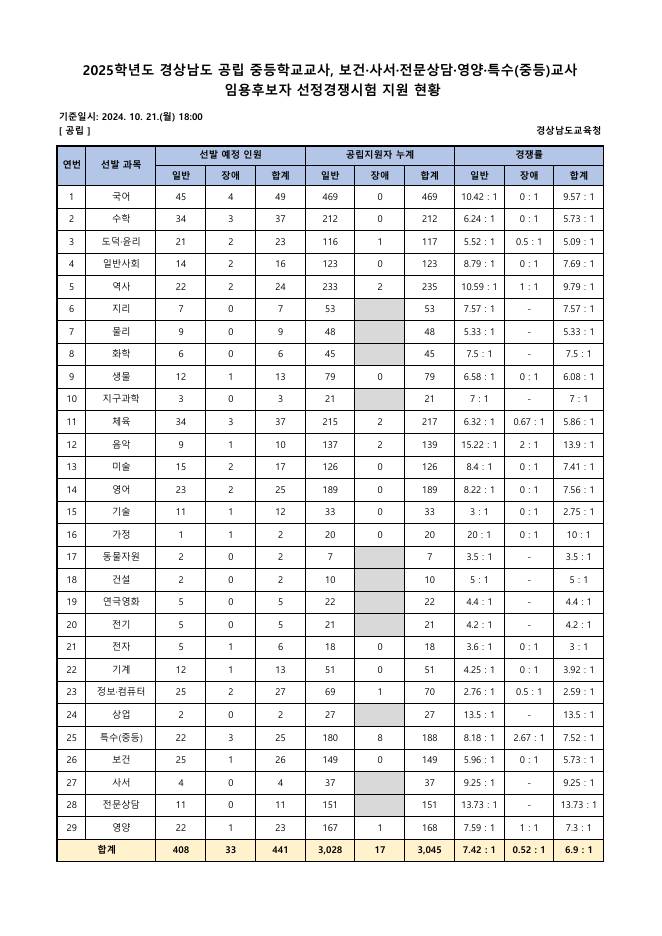 2025학년도 경상남도 공립 중등학교교사, 보건·사서·전문상담·영양·특수(중등)교사
임용후보자 선정경쟁시험 지원 현황
기준일시: 2024. 10. 21.(월) 18:00
[ 공립 ] 경상남도교육청
연번 선발 과목 선발 예정 인원 공립지원자 누계 경쟁률
일반 장애 합계 일반 장애 합계 일반 장애 합계
1 국어 45 4 49 469 0 469 10.42 : 1 0 : 1 9.57 : 1
2 수학 34 3 37 212 0 212 6.24 : 1 0 : 1 5.73 : 1
3 도덕·윤리 21 2 23 116 1 117 5.52 : 1 0.5 : 1 5.09 : 1
4 일반사회 14 2 16 123 0 123 8.79 : 1 0 : 1 7.69 : 1
5 역사 22 2 24 233 2 235 10.59 : 1 1 : 1 9.79 : 1
6 지리 7 0 7 53 53 7.57 : 1 - 7.57 : 1
7 물리 9 0 9 48 48 5.33 : 1 - 5.33 : 1
8 화학 6 0 6 45 45 7.5 : 1 - 7.5 : 1
9 생물 12 1 13 79 0 79 6.58 : 1 0 : 1 6.08 : 1
10 지구과학 3 0 3 21 21 7 : 1 - 7 : 1
11 체육 34 3 37 215 2 217 6.32 : 1 0.67 : 1 5.86 : 1
12 음악 9 1 10 137 2 139 15.22 : 1 2 : 1 13.9 : 1
13 미술 15 2 17 126 0 126 8.4 : 1 0 : 1 7.41 : 1
14 영어 23 2 25 189 0 189 8.22 : 1 0 : 1 7.56 : 1
15 기술 11 1 12 33 0 33 3 : 1 0 : 1 2.75 : 1
16 가정 1 1 2 20 0 20 20 : 1 0 : 1 10 : 1
17 동물자원 2 0 2 7 7 3.5 : 1 - 3.5 : 1
18 건설 2 0 2 10 10 5 : 1 - 5 : 1
19 연극영화 5 0 5 22 22 4.4 : 1 - 4.4 : 1
20 전기 5 0 5 21 21 4.2 : 1 - 4.2 : 1
21 전자 5 1 6 18 0 18 3.6 : 1 0 : 1 3 : 1
22 기계 12 1 13 51 0 51 4.25 : 1 0 : 1 3.92 : 1
23 정보·컴퓨터 25 2 27 69 1 70 2.76 : 1 0.5 : 1 2.59 : 1
24 상업 2 0 2 27 27 13.5 : 1 - 13.5 : 1
25 특수(중등) 22 3 25 180 8 188 8.18 : 1 2.67 : 1 7.52 : 1
26 보건 25 1 26 149 0 149 5.96 : 1 0 : 1 5.73 : 1
27 사서 4 0 4 37 37 9.25 : 1 - 9.25 : 1
28 전문상담 11 0 11 151 151 13.73 : 1 - 13.73 : 1
29 영양 22 1 23 167 1 168 7.59 : 1 1 : 1 7.3 : 1
합계 408 33 441 3,028 17 3,045 7.42 : 1 0.52 : 1 6.9 : 1